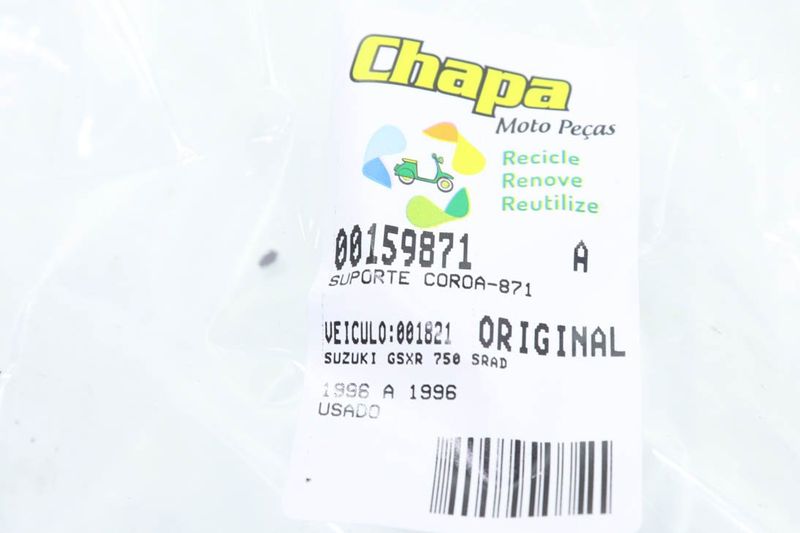 Chapa
Moto Peças
Recicle
Renove
Reutilize
00159871 A
SUPORTE COROA-871
VEICULO:001821 ORIGINAL
SUZUKI GSXR 750 SRAD
1996 A 1996
USADO